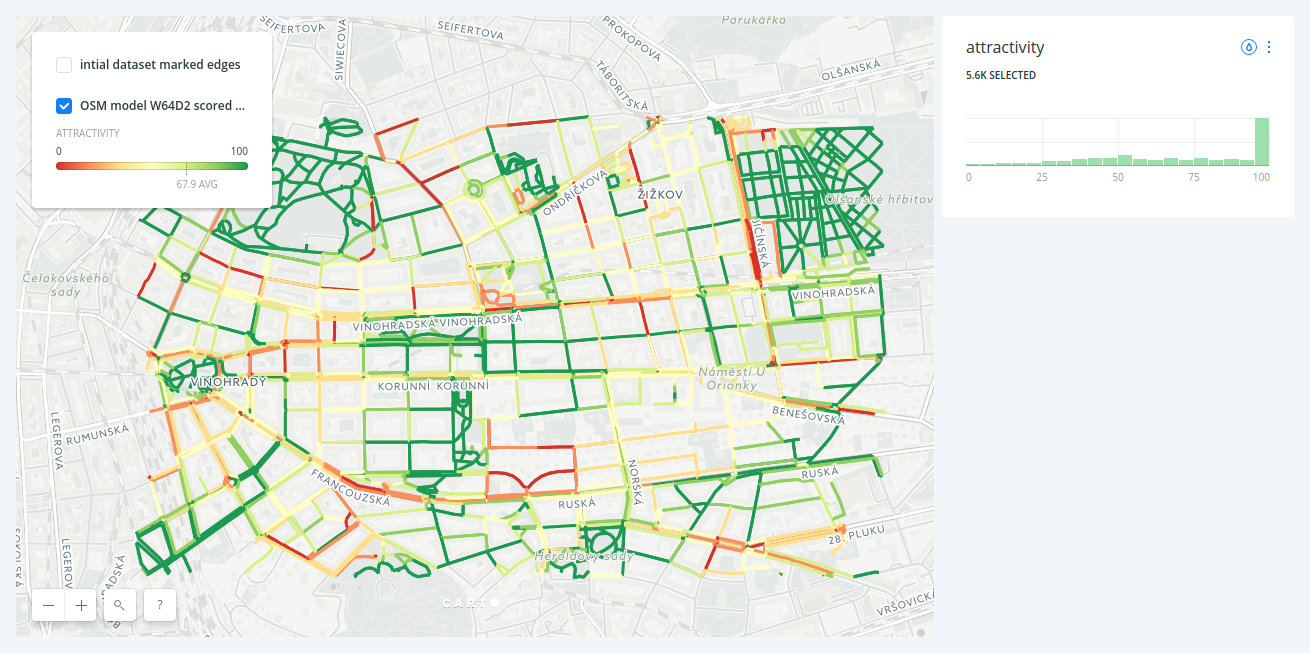 intial dataset marked edges
OSM model W64D2 scored ...
ATTRACTIVITY
0 100
67.9 AVG
SEIFERTOVA
SEIFERTOVA
SIWIECOVA
PROKOPOVA
TÁBORITSKÁ
Parukářka
OLŠANSKÁ
ŽIŽKOV
ONDŘÍČKOVA
Olšanské hřbitov
JIČÍNSKÁ
Čelakovského
sady
VINOHRADSKÁ
VINOHRADSKÁ VINOHRADSKÁ
VINOHRADY
KORUNNÍ KORUNNÍ
Náměstí U
Orionky
BENEŠOVSKÁ
LEGEROVA
RUMUNSKÁ
FRANCOUZSKÁ
NORSKÁ
RUSKÁ
RUSKÁ
28. PLUKU
Heroldovy sady
LEGEROV
SOKOLSKÁ
VRŠOVICKÁ
CARTO
− + ?
attractivity
5.6K SELECTED
0 25 50 75 100